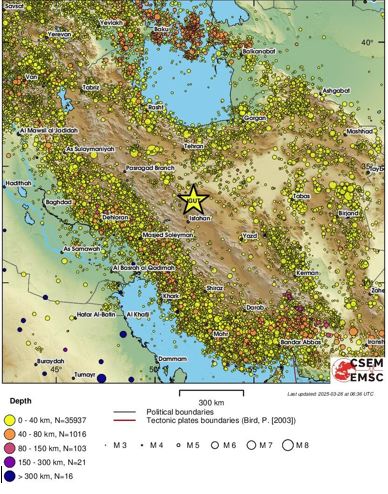 Savsat
Yevlakh
Baku
40°
Yerevan
Balkanabat
Van
Tabriz
Ashgabat
Rasht
Gorgan
Al Mawsil al Jadidah
Mashhad
Tehran
As Sulaymaniyah
Pasragad Branch
Hadithah
Tabas
Baghdad
Birjand
Dehloran
Isfahan
Masjed Soleyman
Yazd
As Samawah
Al Basrah al Qadimah
Kerman
Khark
Shiraz
Hafar Al-Batin
Al Khafji
Darab
Mohr
Bandar Abbas
Buraydah
Dammam
45°
Tumayr
CSEM
EMSC
Last updated: 2025-03-26 at 06:36 UTC
300 km
Depth
Political boundaries
Tectonic plates boundaries (Bird, P. [2003])
0 - 40 km, N=35937
40 - 80 km, N=1016
80 - 150 km, N=103
150 - 300 km, N=21
> 300 km, N=16
M 3
M 4
M 5
M 6
M 7
M 8